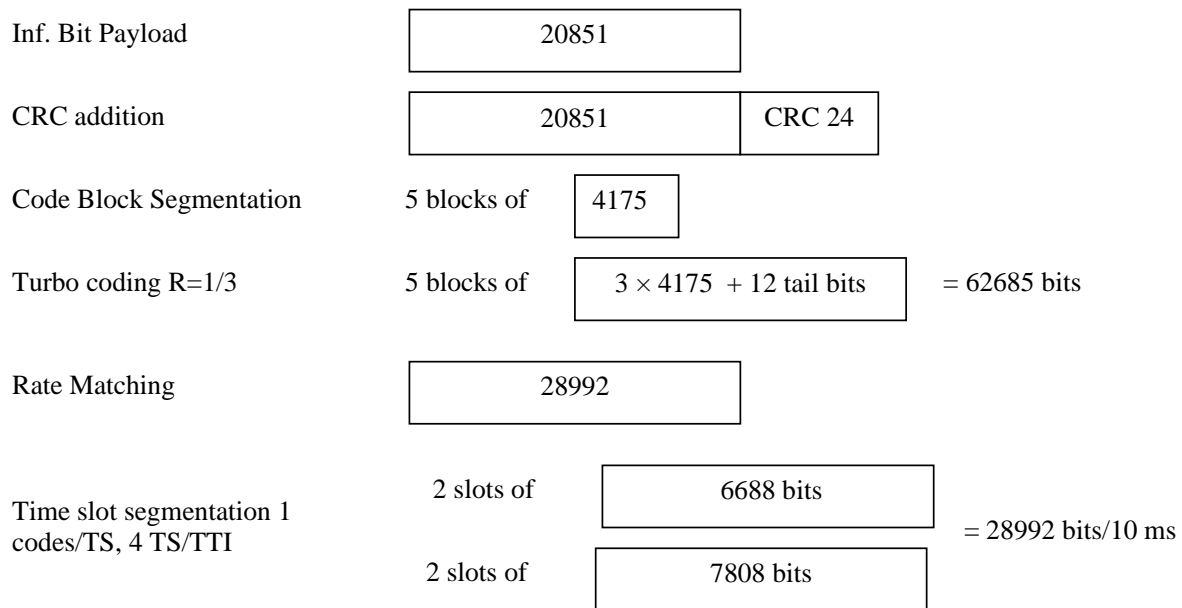 Inf. Bit Payload 20851
CRC addition 20851 CRC 24
Code Block Segmentation 5 blocks of 4175
Turbo coding R=1/3 5 blocks of 3 × 4175 + 12 tail bits = 62685 bits
Rate Matching 28992
2 slots of 6688 bits
Time slot segmentation 1
codes/TS, 4 TS/TTI
= 28992 bits/10 ms
2 slots of 7808 bits